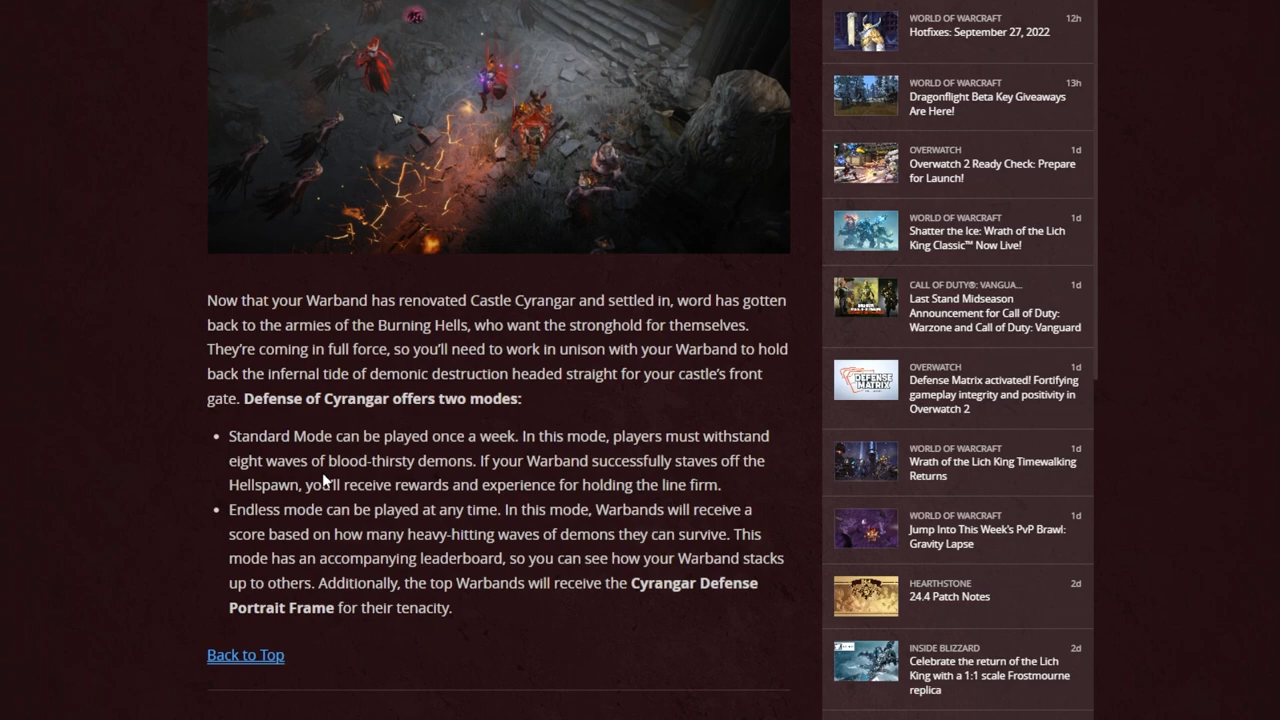 Now that your Warband has renovated Castle Cyrangar and settled in, word has gotten
back to the armies of the Burning Hells, who want the stronghold for themselves.
They’re coming in full force, so you’ll need to work in unison with your Warband to hold
back the infernal tide of demonic destruction headed straight for your castle’s front
gate. Defense of Cyrangar offers two modes:
• Standard Mode can be played once a week. In this mode, players must withstand
eight waves of blood-thirsty demons. If your Warband successfully staves off the
Hellspawn, you’ll receive rewards and experience for holding the line firm.
• Endless mode can be played at any time. In this mode, Warbands will receive a
score based on how many heavy-hitting waves of demons they can survive. This
mode has an accompanying leaderboard, so you can see how your Warband stacks
up to others. Additionally, the top Warbands will receive the Cyrangar Defense
Portrait Frame for their tenacity.
Back to Top
WORLD OF WARCRAFT 12h
Hotfixes: September 27, 2022
WORLD OF WARCRAFT 13h
Dragonflight Beta Key Giveaways
Are Here!
OVERWATCH 1d
Overwatch 2 Ready Check: Prepare
for Launch!
WORLD OF WARCRAFT 1d
Shatter the Ice: Wrath of the Lich
King Classic™ Now Live!
CALL OF DUTY®: VANGUA... 1d
Last Stand Midseason
Announcement for Call of Duty:
Warzone and Call of Duty: Vanguard
DEFENSE
MATRIX
OVERWATCH 1d
Defense Matrix activated! Fortifying
gameplay integrity and positivity in
Overwatch 2
WORLD OF WARCRAFT 1d
Wrath of the Lich King Timewalking
Returns
WORLD OF WARCRAFT 1d
Jump Into This Week's PvP Brawl:
Gravity Lapse
HEARTHSTONE 2d
24.4 Patch Notes
INSIDE BLIZZARD 2d
Celebrate the return of the Lich
King with a 1:1 scale Frostmourne
replica